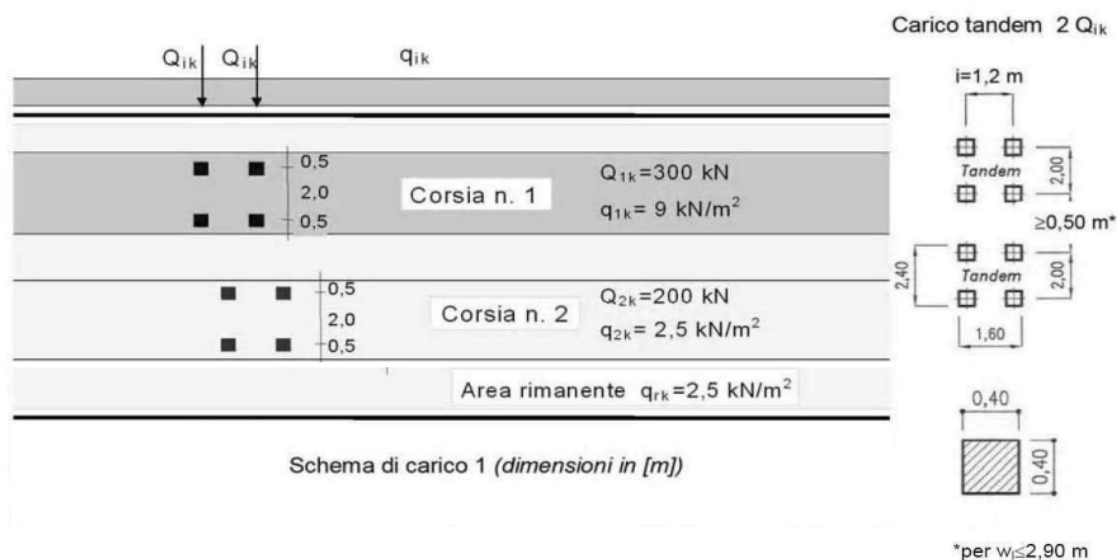 Carico tandem 2 Qik
Qik Qik qik
i=1,2 m
0,5
2,0
0,5
Corsia n. 1
Q1k=300 kN
q1k= 9 kN/m²
Tandem
2,00
≥0,50 m*
0,5
2,0
0,5
Corsia n. 2
Q2k=200 kN
q2k= 2,5 kN/m²
2,40
Tandem
2,00
1,60
Area rimanente qrk=2,5 kN/m²
0,40
0,40
Schema di carico 1 (dimensioni in [m])
*per wl≤2,90 m